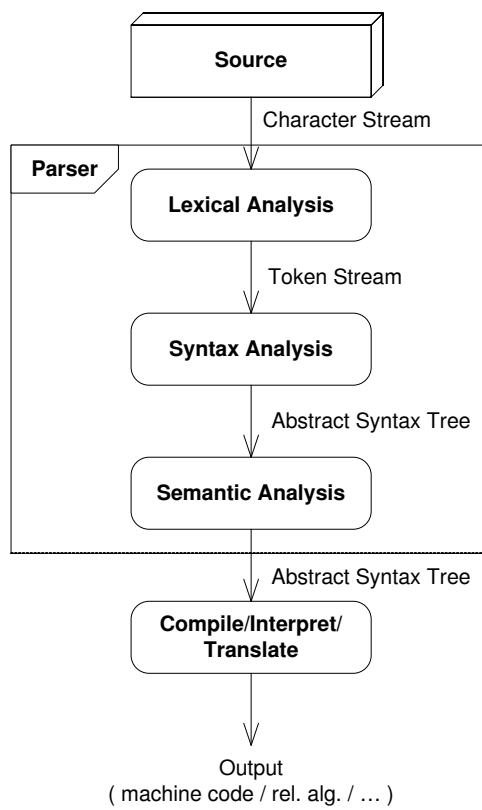 Source
Character Stream
Parser
Lexical Analysis
Token Stream
Syntax Analysis
Abstract Syntax Tree
Semantic Analysis
Abstract Syntax Tree
Compile/Interpret/
Translate
Output
( machine code / rel. alg. / … )